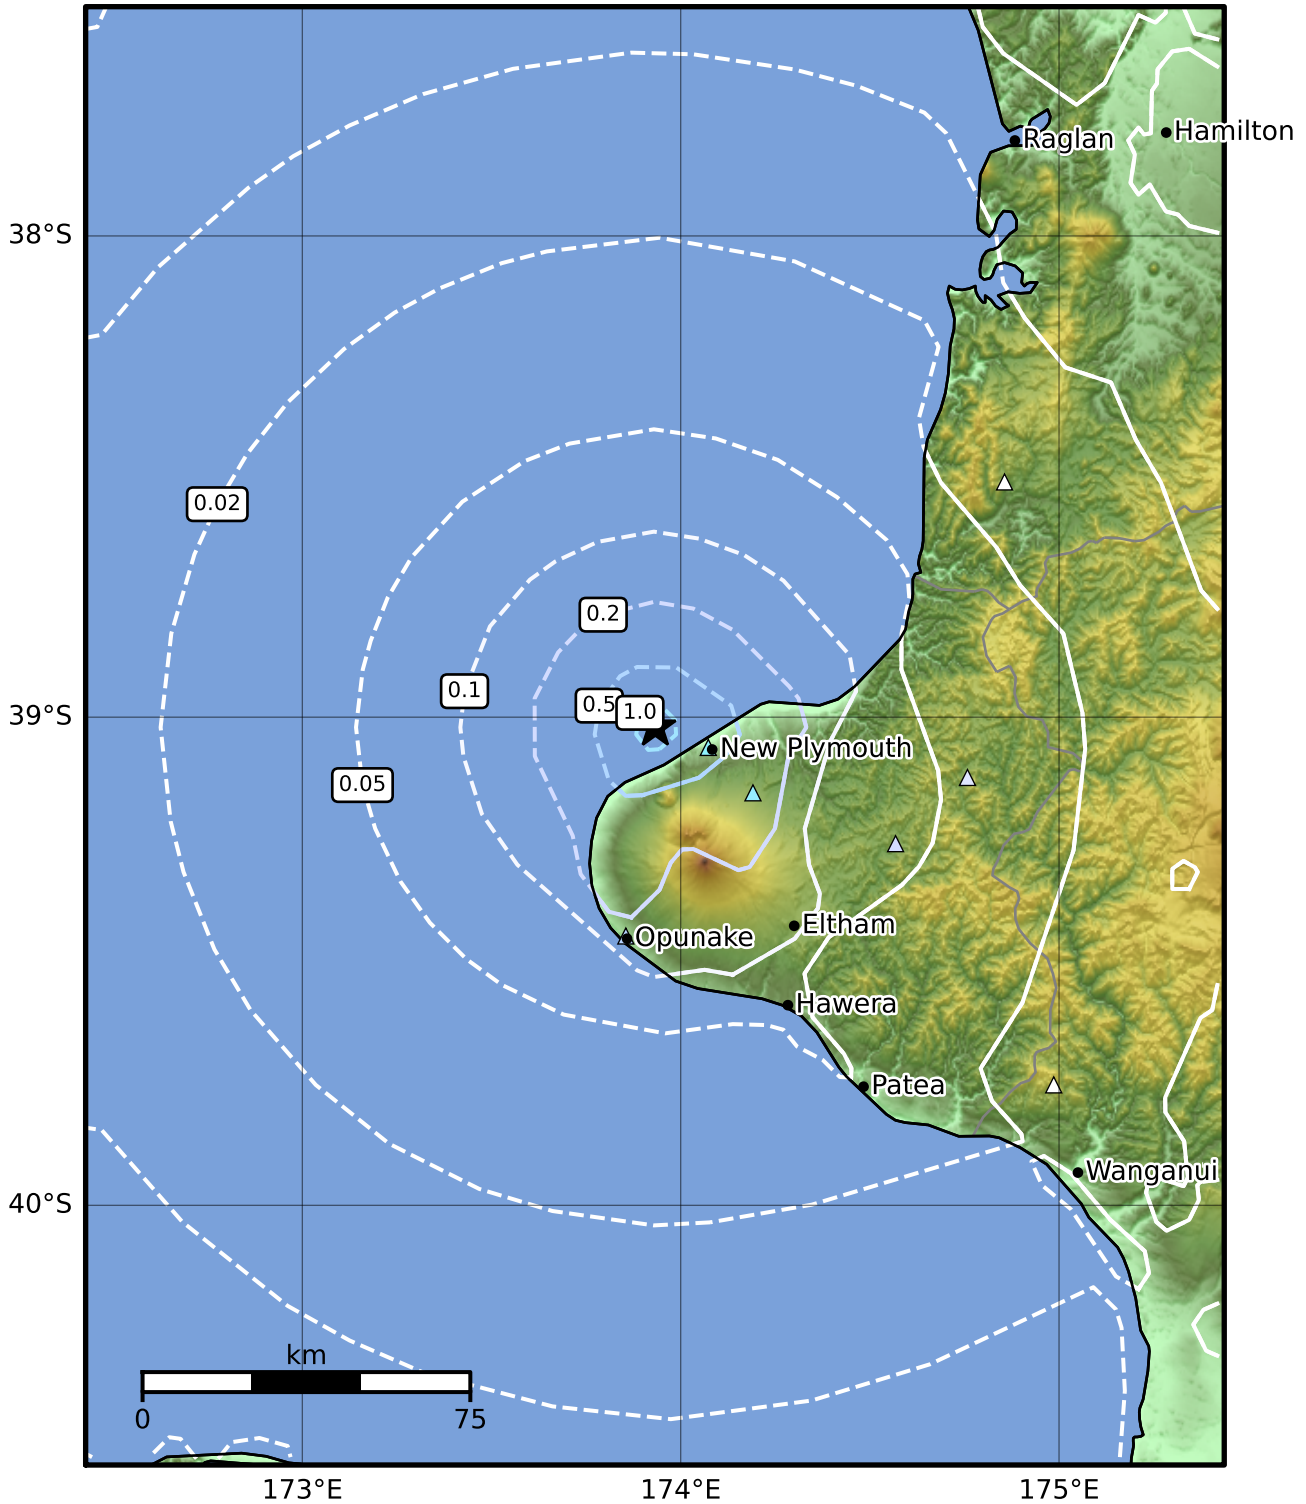 Raglan
Hamilton
38°S
0.02
0.2
0.1
0.5
1.0
39°S
New Plymouth
0.05
Eltham
Opunake
Hawera
Patea
Wanganui
40°S
km
0 75
173°E 174°E 175°E